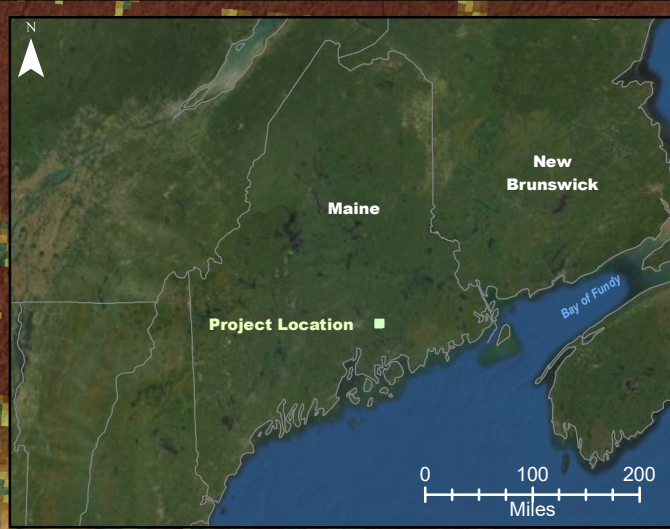 N
Maine
New
Brunswick
Project Location
Bay of Fundy
0 100 200
Miles